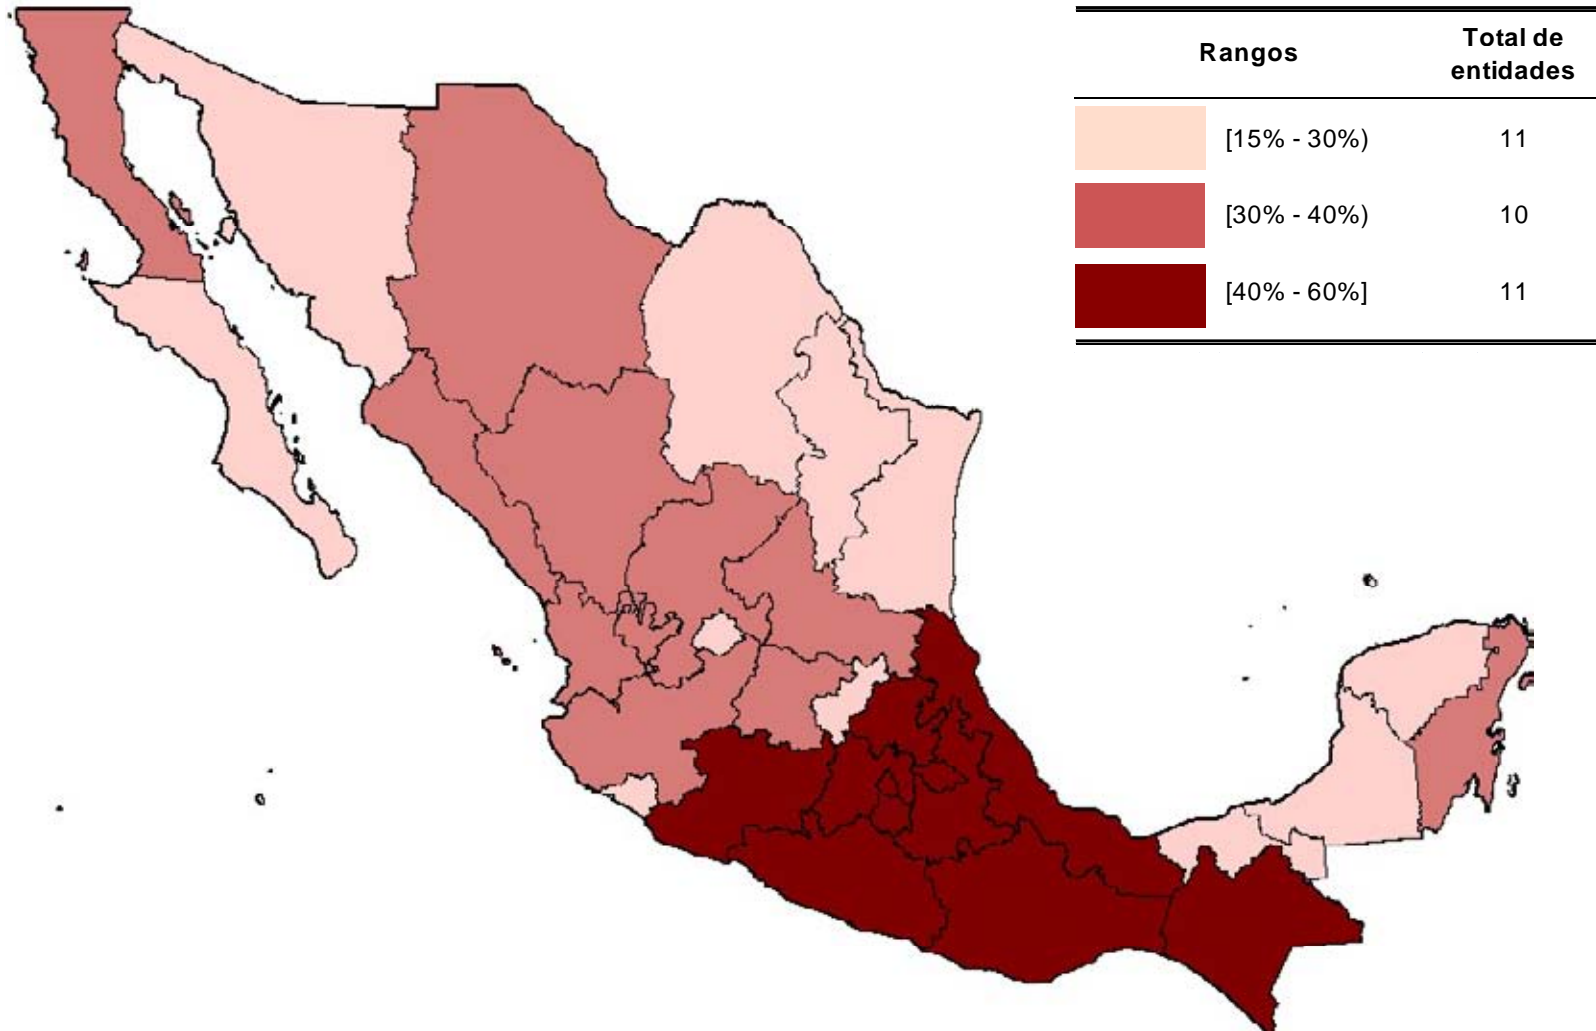 Rangos
Total de
entidades
[15% - 30%)
11
[30% - 40%)
10
[40% - 60%]
11